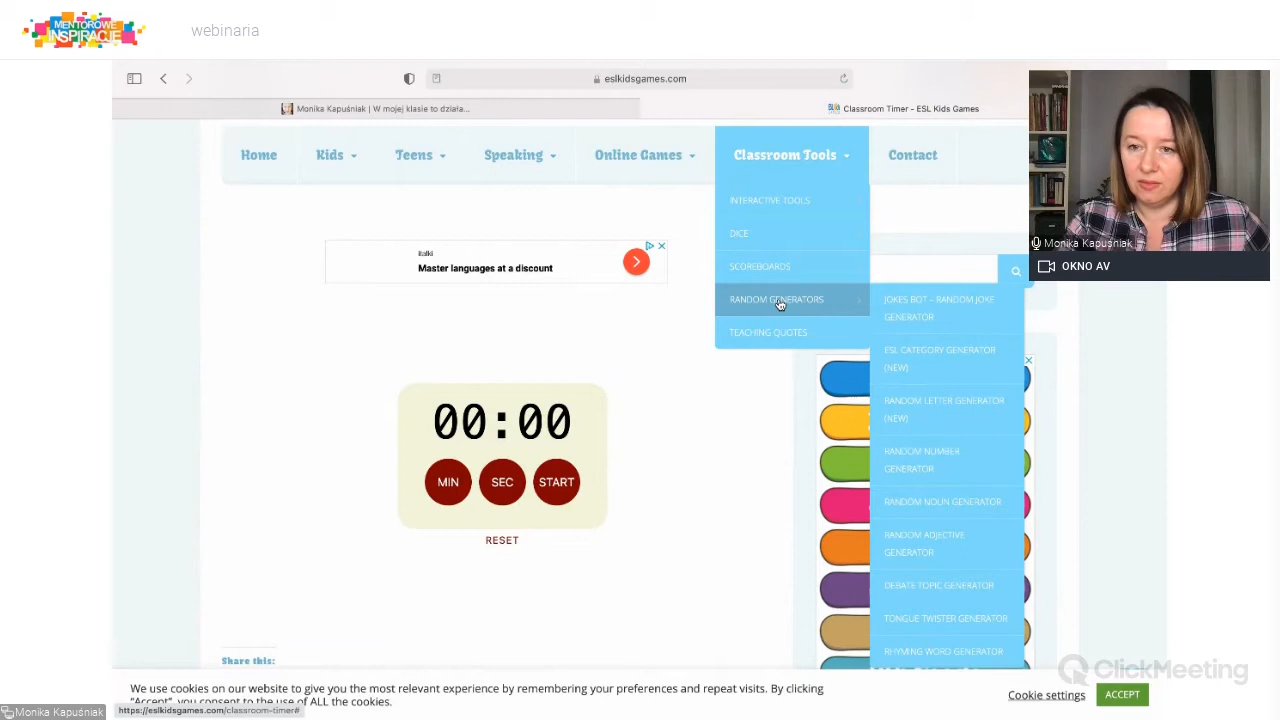 MENTOROWE
INSPIRACJE
webinaria
eslkidsgames.com
Monika Kapuśniak | W mojej klasie to działa...
Classroom Timer - ESL Kids Games
Home
Kids
Teens
Speaking
Online Games
Classroom Tools
Contact
INTERACTIVE TOOLS
DICE
SCOREBOARDS
RANDOM GENERATORS
TEACHING QUOTES
JOKES BOT – RANDOM JOKE
GENERATOR
ESL CATEGORY GENERATOR
(NEW)
RANDOM LETTER GENERATOR
(NEW)
RANDOM NUMBER
GENERATOR
RANDOM NOUN GENERATOR
RANDOM ADJECTIVE
GENERATOR
DEBATE TOPIC GENERATOR
TONGUE TWISTER GENERATOR
RHYMING WORD GENERATOR
italki
Master languages at a discount
00:00
MIN
SEC
START
RESET
Share this:
Monika Kapuśniak
OKNO AV
We use cookies on our website to give you the most relevant experience by remembering your preferences and repeat visits. By clicking
“Accept”, you consent to the use of ALL the cookies.
Cookie settings
ACCEPT
https://eslkidsgames.com/classroom-timer#
ClickMeeting
Monika Kapuśniak